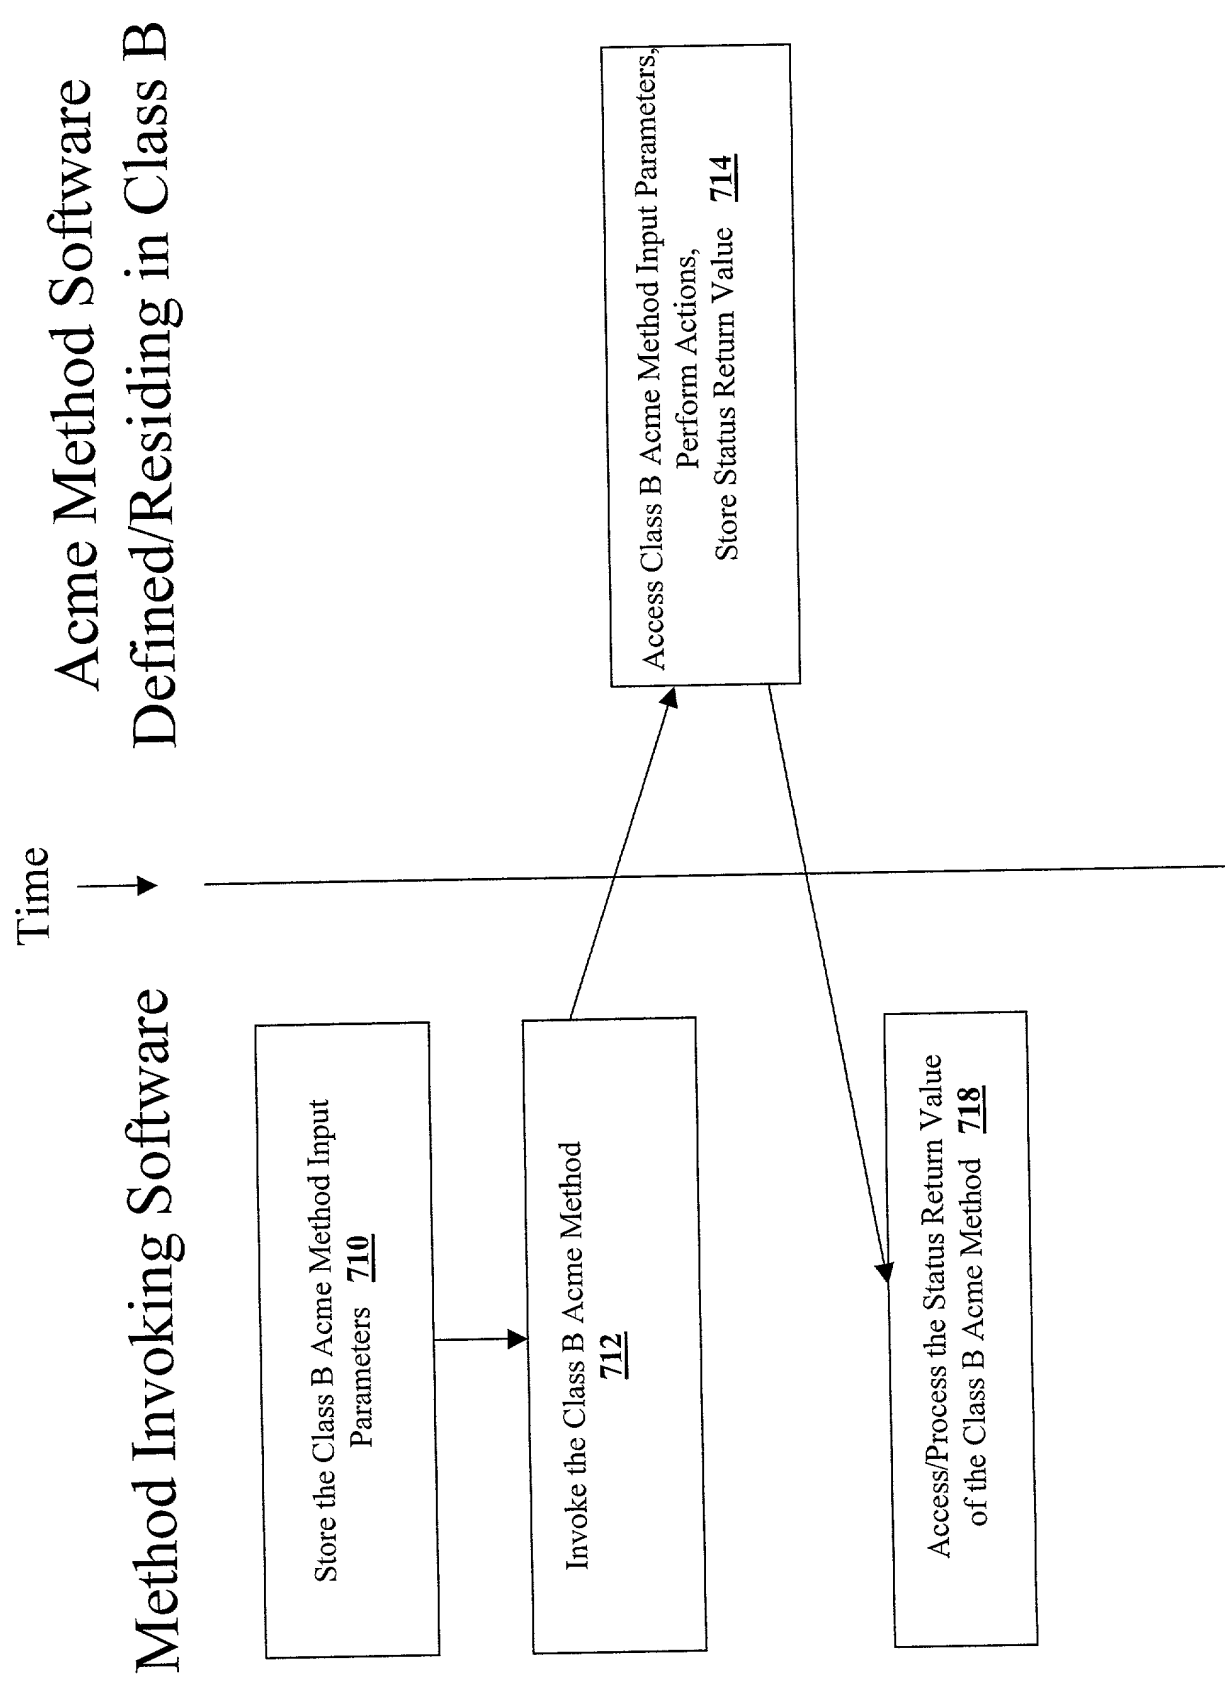 Time
Method Invoking Software
Acme Method Software
Defined/Residing in Class B
Store the Class B Acme Method Input
Parameters 710
Invoke the Class B Acme Method
712
Access Class B Acme Method Input Parameters,
Perform Actions,
Store Status Return Value 714
Access/Process the Status Return Value
of the Class B Acme Method 718